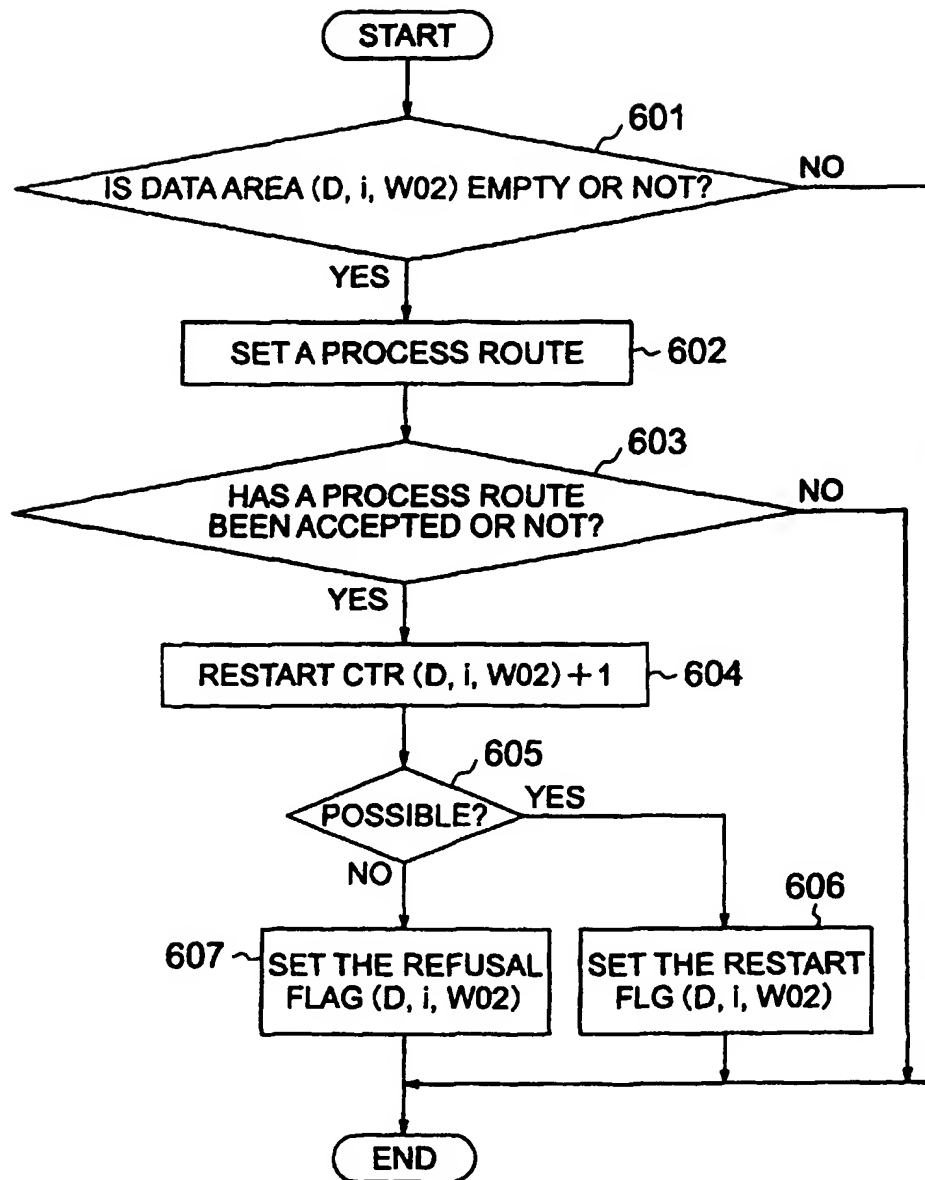 START
601
IS DATA AREA (D, i, W02) EMPTY OR NOT?
NO
YES
SET A PROCESS ROUTE
602
603
HAS A PROCESS ROUTE
BEEN ACCEPTED OR NOT?
NO
YES
RESTART CTR (D, i, W02) + 1
604
605
POSSIBLE?
YES
NO
606
607
SET THE REFUSAL
FLAG (D, i, W02)
SET THE RESTART
FLG (D, i, W02)
END